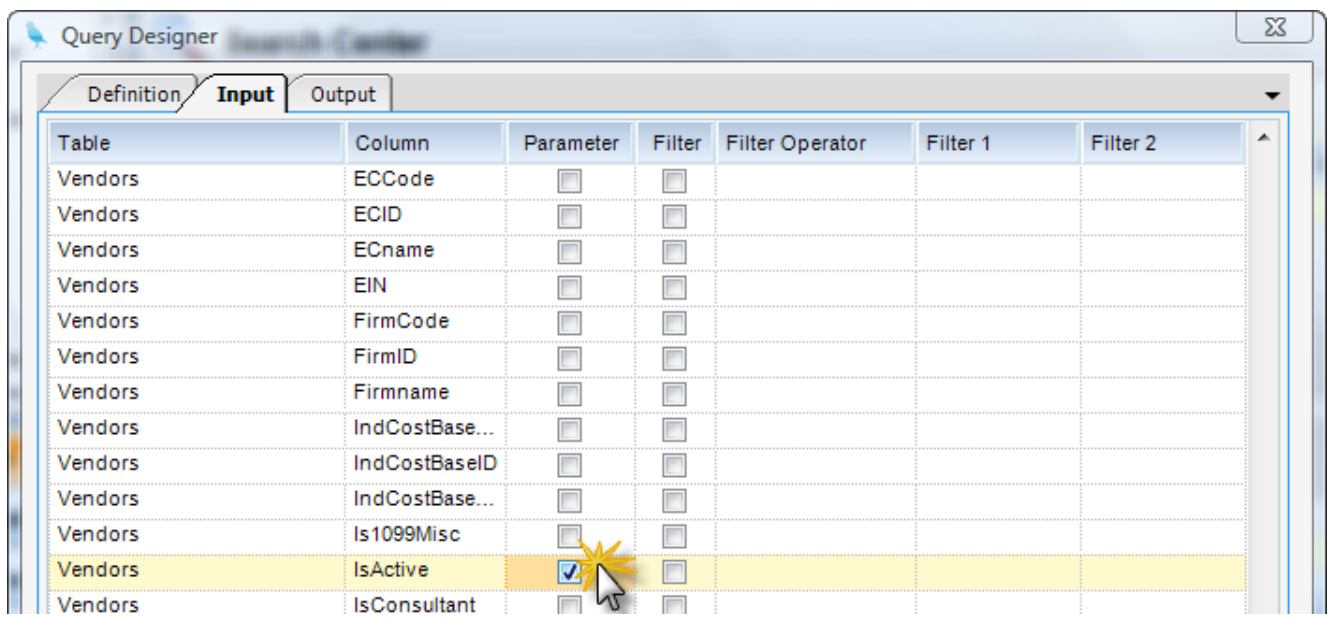 Query Designer
Search Center
Definition Input Output
Table Column Parameter Filter Filter Operator Filter 1 Filter 2
Vendors ECCode
Vendors ECID
Vendors ECname
Vendors EIN
Vendors FirmCode
Vendors FirmID
Vendors Firmname
Vendors IndCostBase...
Vendors IndCostBaseID
Vendors IndCostBase...
Vendors Is1099Misc
Vendors IsActive
Vendors IsConsultant